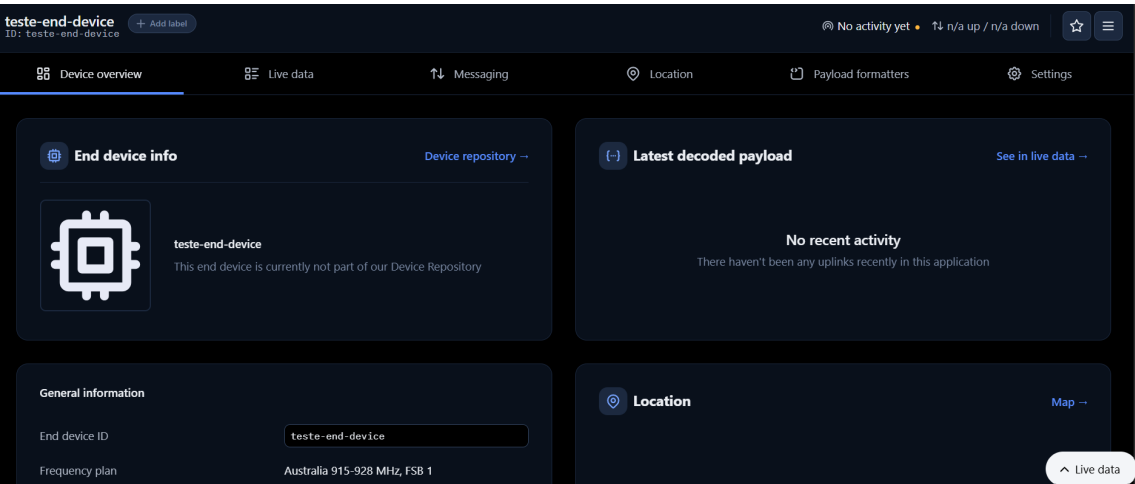 teste-end-device
+ Add label
ID: teste-end-device
No activity yet
n/a up / n/a down
Device overview
Live data
Messaging
Location
Payload formatters
Settings
End device info
Device repository →
teste-end-device
This end device is currently not part of our Device Repository
Latest decoded payload
See in live data →
No recent activity
There haven't been any uplinks recently in this application
General information
End device ID
teste-end-device
Frequency plan
Australia 915-928 MHz, FSB 1
Location
Map →
Live data